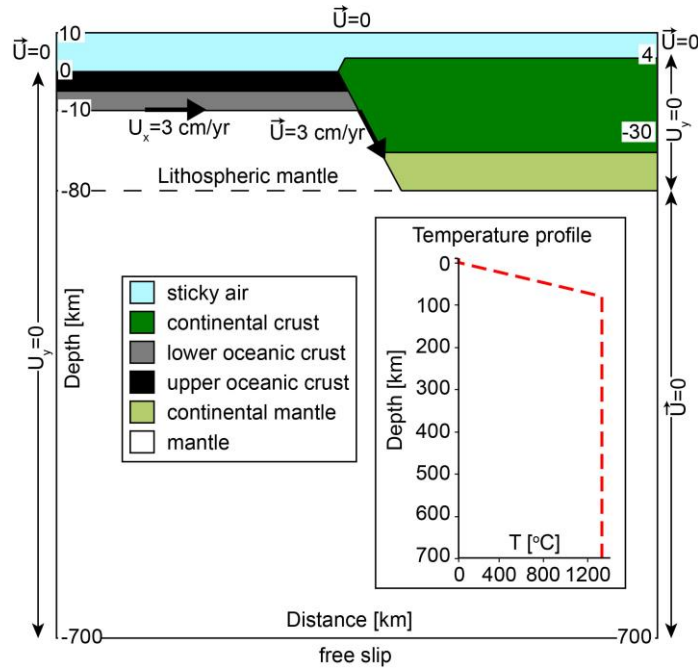 U⃗=0
10
U⃗=0
U⃗=0
4
0
-10
Uₓ=3 cm/yr
U⃗=3 cm/yr
-30
U_y=0
Lithospheric mantle
-80
Temperature profile
0
100
200
300
400
500
600
700
Depth [km]
T [°C]
0 400 800 1200
sticky air
continental crust
lower oceanic crust
upper oceanic crust
continental mantle
mantle
U_y=0
Depth [km]
U⃗=0
Distance [km]
-700
-700
free slip